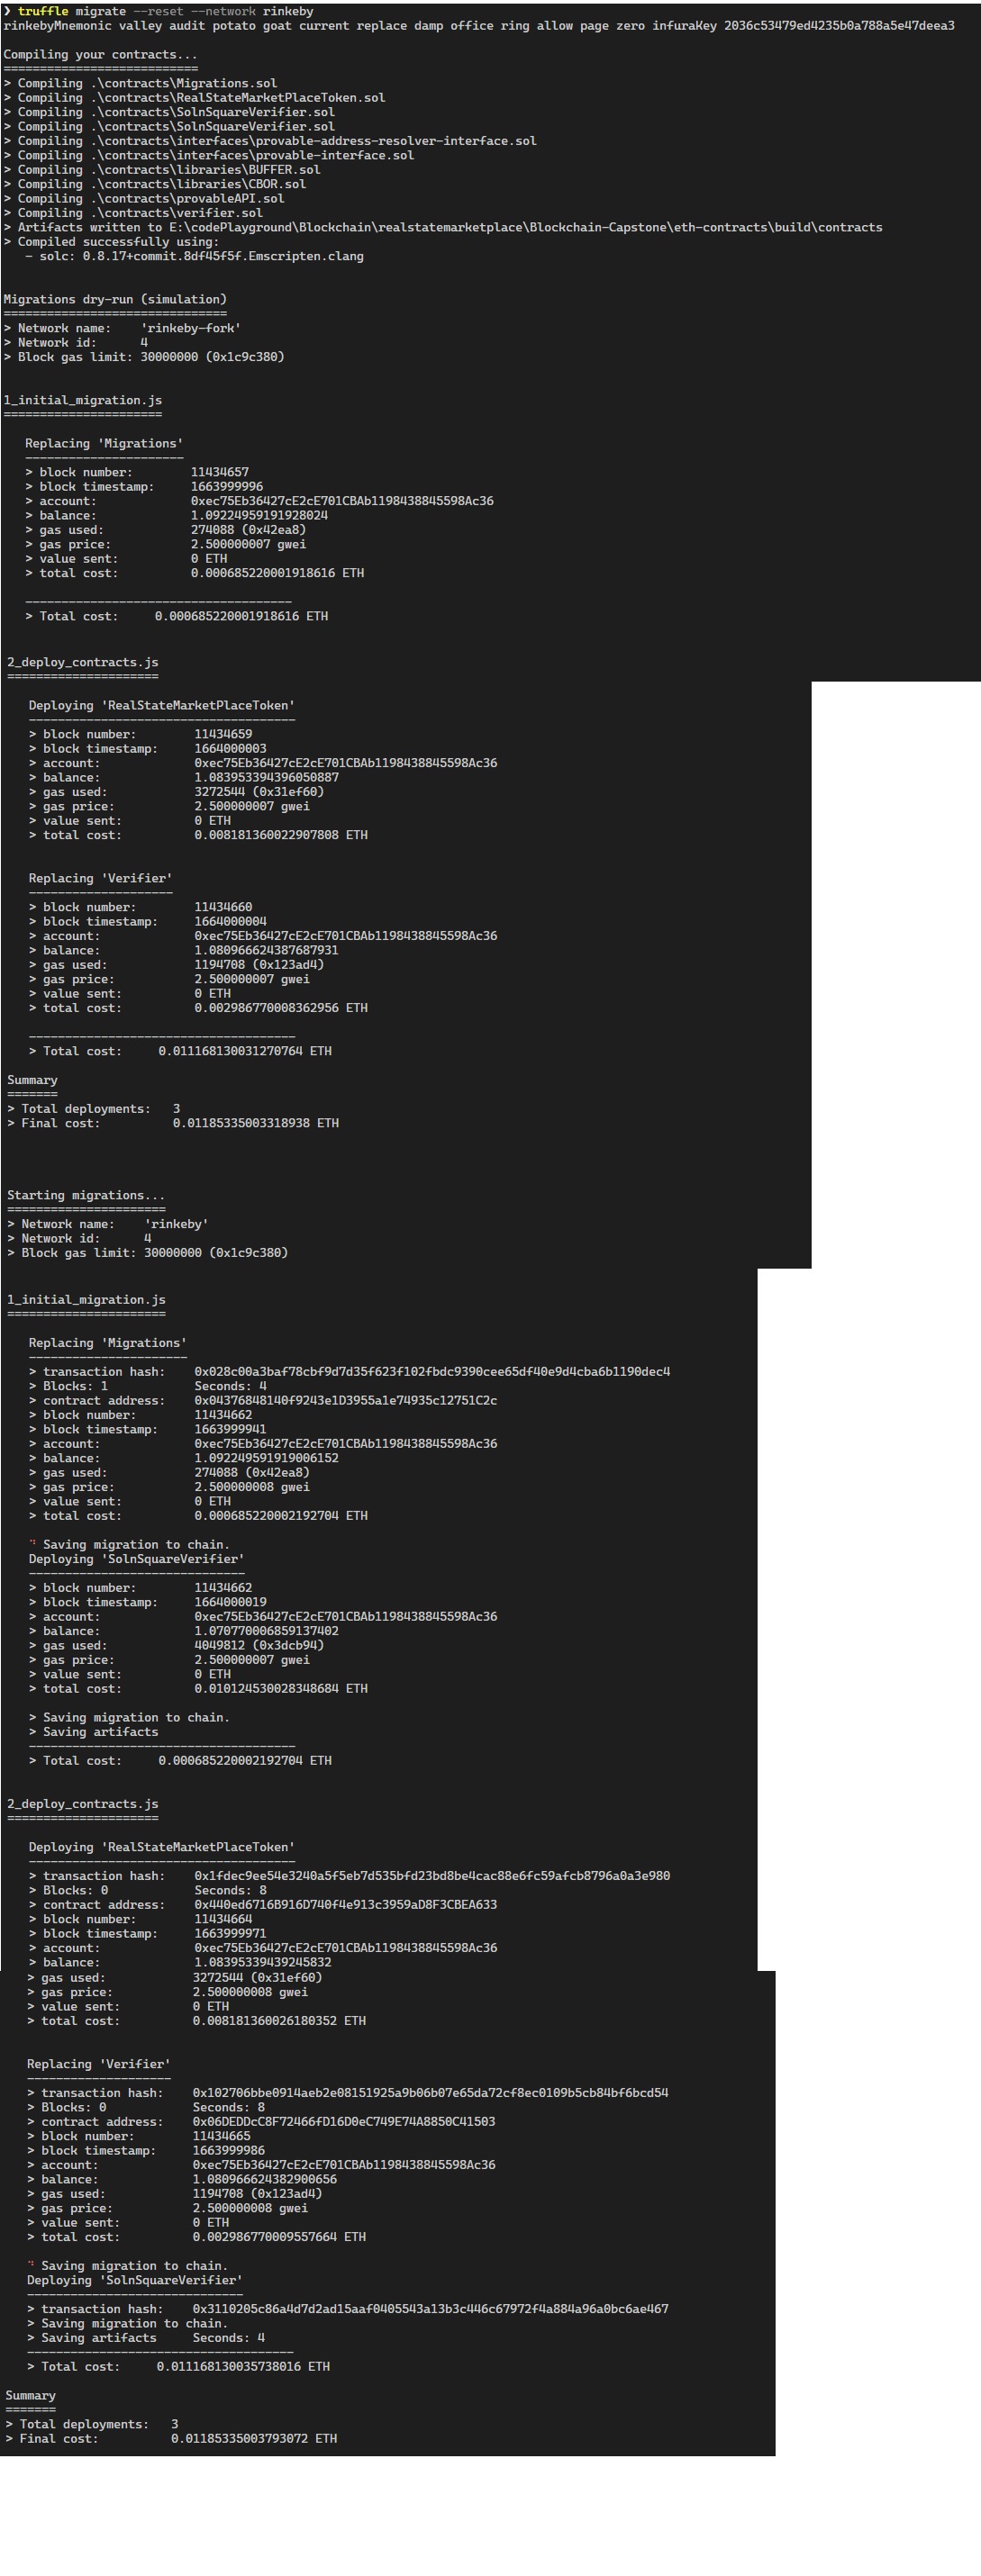 ❯ truffle migrate --reset --network rinkeby
rinkebyMnemonic valley audit potato goat current replace damp office ring allow page zero infuraKey 2036c53479ed4235b0a788a5e47deea3
Compiling your contracts...
===========================
> Compiling .\contracts\Migrations.sol
> Compiling .\contracts\RealStateMarketPlaceToken.sol
> Compiling .\contracts\SolnSquareVerifier.sol
> Compiling .\contracts\SolnSquareVerifier.sol
> Compiling .\contracts\interfaces\provable-address-resolver-interface.sol
> Compiling .\contracts\interfaces\provable-interface.sol
> Compiling .\contracts\libraries\BUFFER.sol
> Compiling .\contracts\libraries\CBOR.sol
> Compiling .\contracts\provableAPI.sol
> Compiling .\contracts\verifier.sol
> Artifacts written to E:\codePlayground\Blockchain\realstatemarketplace\Blockchain-Capstone\eth-contracts\build\contracts
> Compiled successfully using:
   - solc: 0.8.17+commit.8df45f5f.Emscripten.clang
Migrations dry-run (simulation)
===============================
> Network name:    'rinkeby-fork'
> Network id:      4
> Block gas limit: 30000000 (0x1c9c380)
1_initial_migration.js
======================
   Replacing 'Migrations'
   ----------------------
   > block number:        11434657
   > block timestamp:     1663999996
   > account:             0xec75Eb36427cE2cE701CBAb1198438845598Ac36
   > balance:             1.09224959191928024
   > gas used:            274088 (0x42ea8)
   > gas price:           2.500000007 gwei
   > value sent:          0 ETH
   > total cost:          0.000685220001918616 ETH
   -------------------------------------
   > Total cost:     0.000685220001918616 ETH
2_deploy_contracts.js
=====================
   Deploying 'RealStateMarketPlaceToken'
   -------------------------------------
   > block number:        11434659
   > block timestamp:     1664000003
   > account:             0xec75Eb36427cE2cE701CBAb1198438845598Ac36
   > balance:             1.083953394396050887
   > gas used:            3272544 (0x31ef60)
   > gas price:           2.500000007 gwei
   > value sent:          0 ETH
   > total cost:          0.008181360022907808 ETH
   Replacing 'Verifier'
   --------------------
   > block number:        11434660
   > block timestamp:     1664000004
   > account:             0xec75Eb36427cE2cE701CBAb1198438845598Ac36
   > balance:             1.080966624387687931
   > gas used:            1194708 (0x123ad4)
   > gas price:           2.500000007 gwei
   > value sent:          0 ETH
   > total cost:          0.002986770008362956 ETH
   -------------------------------------
   > Total cost:     0.011168130031270764 ETH
Summary
=======
> Total deployments:   3
> Final cost:          0.01185335003318938 ETH
Starting migrations...
======================
> Network name:    'rinkeby'
> Network id:      4
> Block gas limit: 30000000 (0x1c9c380)
1_initial_migration.js
======================
   Replacing 'Migrations'
   ----------------------
   > transaction hash:    0x028c00a3baf78cbf9d7d35f623f102fbdc9390cee65df40e9d4cba6b1190dec4
   > Blocks: 1            Seconds: 4
   > contract address:    0x04376848140f9243e1D3955a1e74935c12751C2c
   > block number:        11434662
   > block timestamp:     1663999941
   > account:             0xec75Eb36427cE2cE701CBAb1198438845598Ac36
   > balance:             1.092249591919006152
   > gas used:            274088 (0x42ea8)
   > gas price:           2.500000008 gwei
   > value sent:          0 ETH
   > total cost:          0.000685220002192704 ETH
   Saving migration to chain.
   Deploying 'SolnSquareVerifier'
   ------------------------------
   > block number:        11434662
   > block timestamp:     1664000019
   > account:             0xec75Eb36427cE2cE701CBAb1198438845598Ac36
   > balance:             1.070770006859137402
   > gas used:            4049812 (0x3dcb94)
   > gas price:           2.500000007 gwei
   > value sent:          0 ETH
   > total cost:          0.010124530028348684 ETH
   > Saving migration to chain.
   > Saving artifacts
   -------------------------------------
   > Total cost:     0.000685220002192704 ETH
2_deploy_contracts.js
=====================
   Deploying 'RealStateMarketPlaceToken'
   -------------------------------------
   > transaction hash:    0x1fdec9ee54e3240a5f5eb7d535bfd23bd8be4cac88e6fc59afcb8796a0a3e980
   > Blocks: 0            Seconds: 8
   > contract address:    0x440ed6716B916D740f4e913c3959aD8F3CBEA633
   > block number:        11434664
   > block timestamp:     1663999971
   > account:             0xec75Eb36427cE2cE701CBAb1198438845598Ac36
   > balance:             1.08395339439245832
   > gas used:            3272544 (0x31ef60)
   > gas price:           2.500000008 gwei
   > value sent:          0 ETH
   > total cost:          0.008181360026180352 ETH
   Replacing 'Verifier'
   --------------------
   > transaction hash:    0x102706bbe0914aeb2e08151925a9b06b07e65da72cf8ec0109b5cb84bf6bcd54
   > Blocks: 0            Seconds: 8
   > contract address:    0x06DEDDcC8F72466fD16D0eC749E74A8850C41503
   > block number:        11434665
   > block timestamp:     1663999986
   > account:             0xec75Eb36427cE2cE701CBAb1198438845598Ac36
   > balance:             1.080966624382900656
   > gas used:            1194708 (0x123ad4)
   > gas price:           2.500000008 gwei
   > value sent:          0 ETH
   > total cost:          0.002986770009557664 ETH
   Saving migration to chain.
   Deploying 'SolnSquareVerifier'
   ------------------------------
   > transaction hash:    0x3110205c86a4d7d2ad15aaf0405543a13b3c446c67972f4a884a96a0bc6ae467
   > Saving migration to chain.
   > Saving artifacts     Seconds: 4
   -------------------------------------
   > Total cost:     0.011168130035738016 ETH
Summary
=======
> Total deployments:   3
> Final cost:          0.01185335003793072 ETH